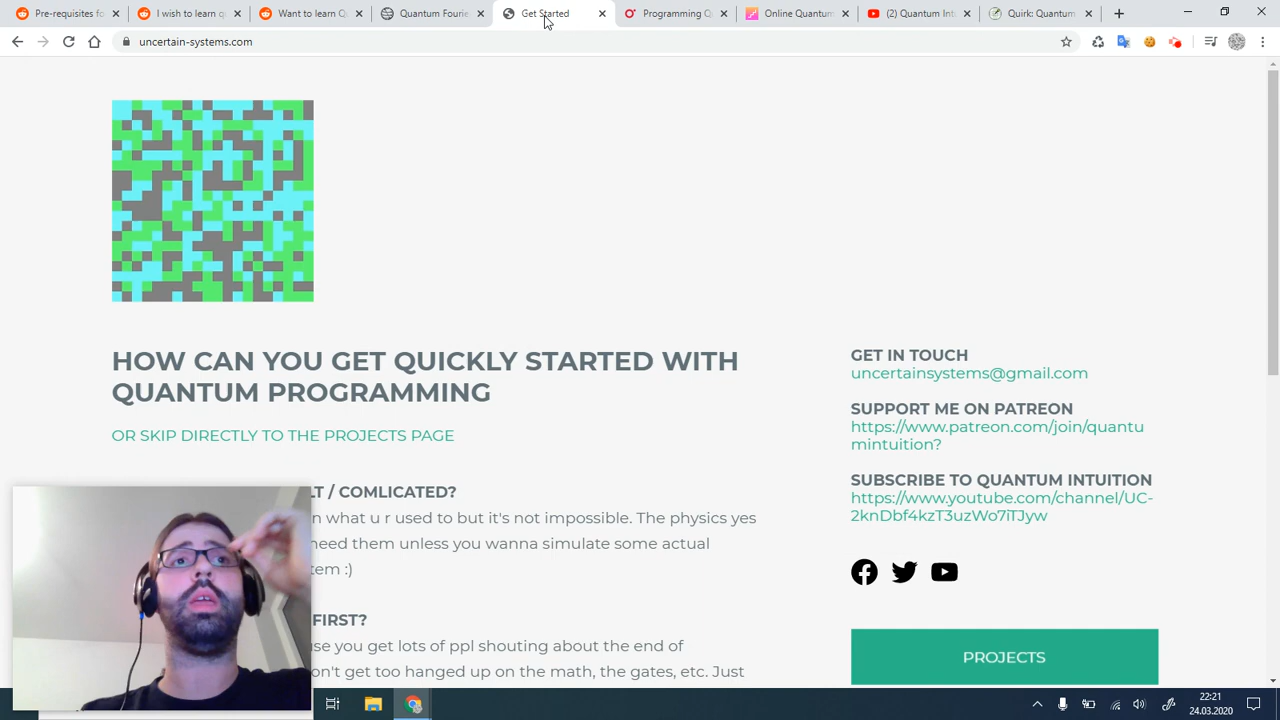 Pre-requisites fo
I wish to learn q
Want to learn Q
Quantum Fourie
Get Started
Programming Q
Online Quantum
(2) Quantum Int
Quirk: Quantum
uncertain-systems.com
HOW CAN YOU GET QUICKLY STARTED WITH
QUANTUM PROGRAMMING
OR SKIP DIRECTLY TO THE PROJECTS PAGE
LT / COMLICATED?
n what u r used to but it's not impossible. The physics yes
need them unless you wanna simulate some actual
tem :)
FIRST?
use you get lots of ppl shouting about the end of
on't get too hanged up on the math, the gates, etc. Just
GET IN TOUCH
uncertainsystems@gmail.com
SUPPORT ME ON PATREON
https://www.patreon.com/join/quantu
mintuition?
SUBSCRIBE TO QUANTUM INTUITION
https://www.youtube.com/channel/UC-
2knDbf4kzT3uzWo7iTJyw
PROJECTS
22:21
24.03.2020